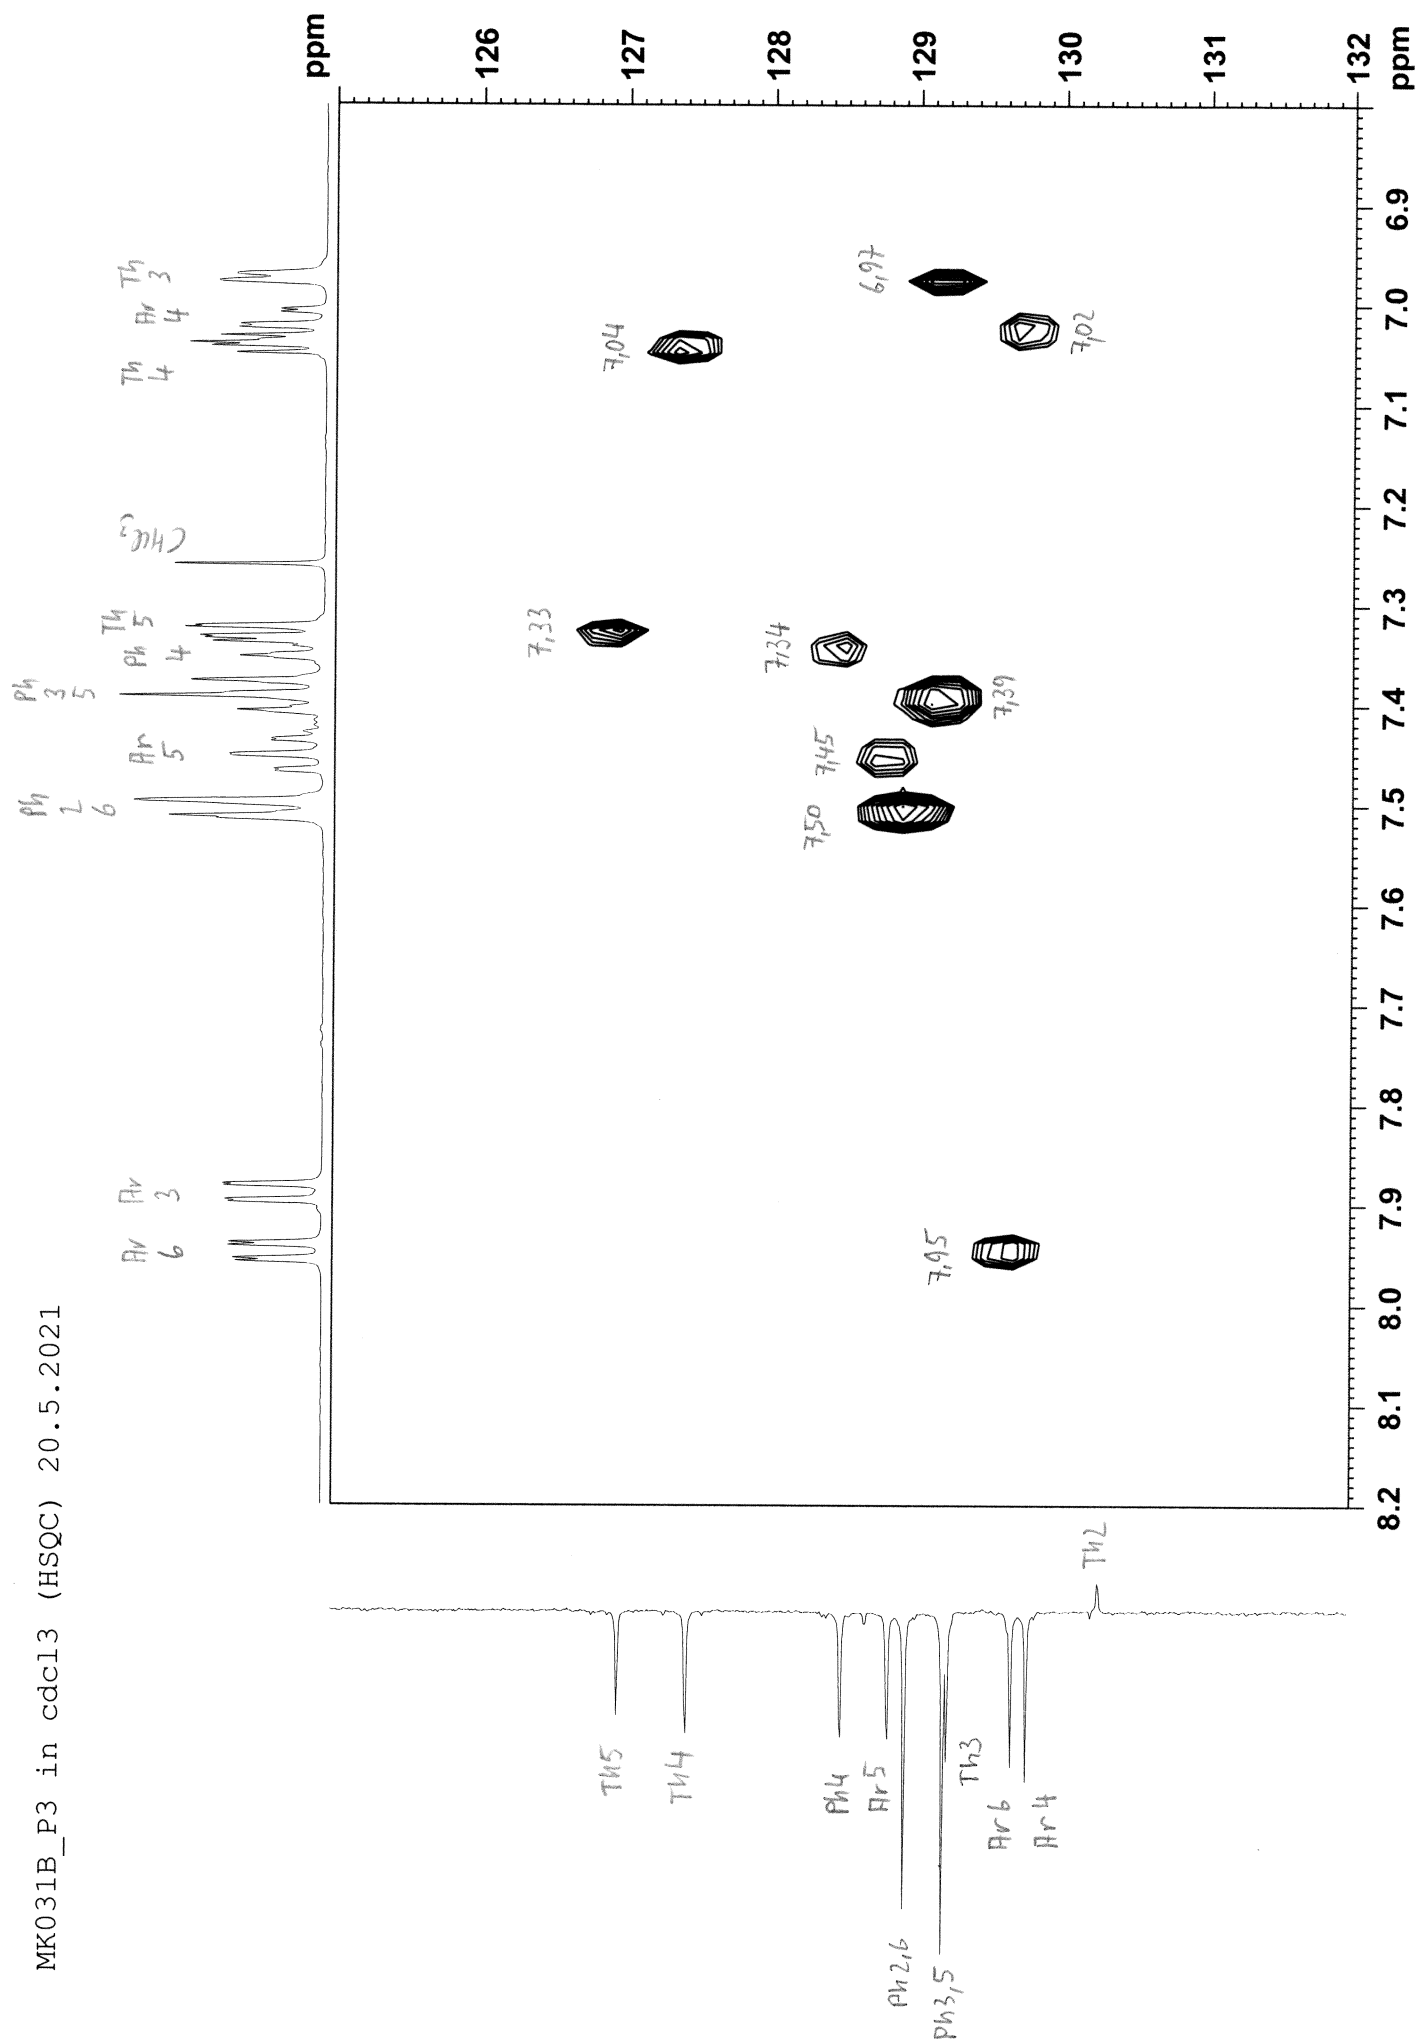 MK031B_P3 in cdcl3 (HSQC) 20.5.2021
Ar 6
Ar 3
Ph 2 6
Ar 5
Ph 3 5
Ph 4
Th 5
CHCl3
Th 4
Ar 4
Th 3
ppm
126
127
128
129
130
131
132
ppm
7,04
6,97
7,02
7,33
7,34
7,39
7,45
7,50
7,95
8.2 8.1 8.0 7.9 7.8 7.7 7.6 7.5 7.4 7.3 7.2 7.1 7.0 6.9
Th5
Th4
Ph4
Ar5
Ph2,6
Ph3,5
Th3
Ar6
Ar4
Th2